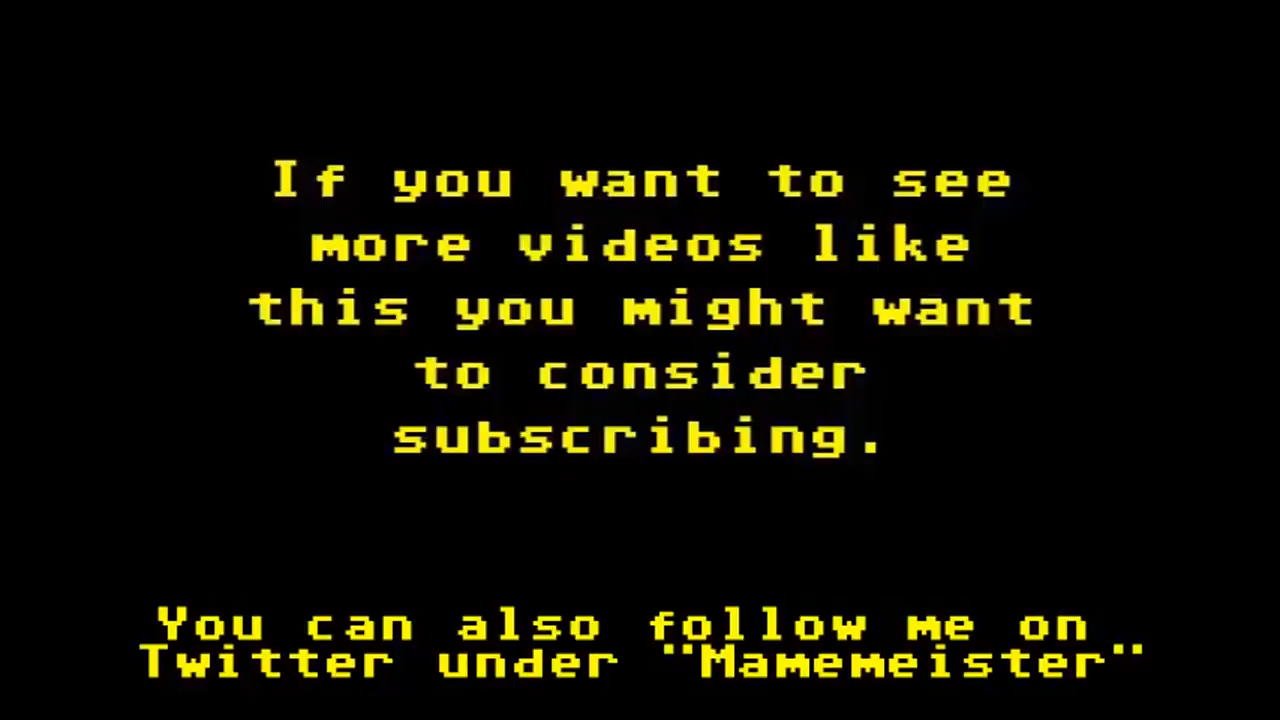 If you want to see
more videos like
this you might want
to consider
subscribing.
You can also follow me on
Twitter under "Mamemeister"